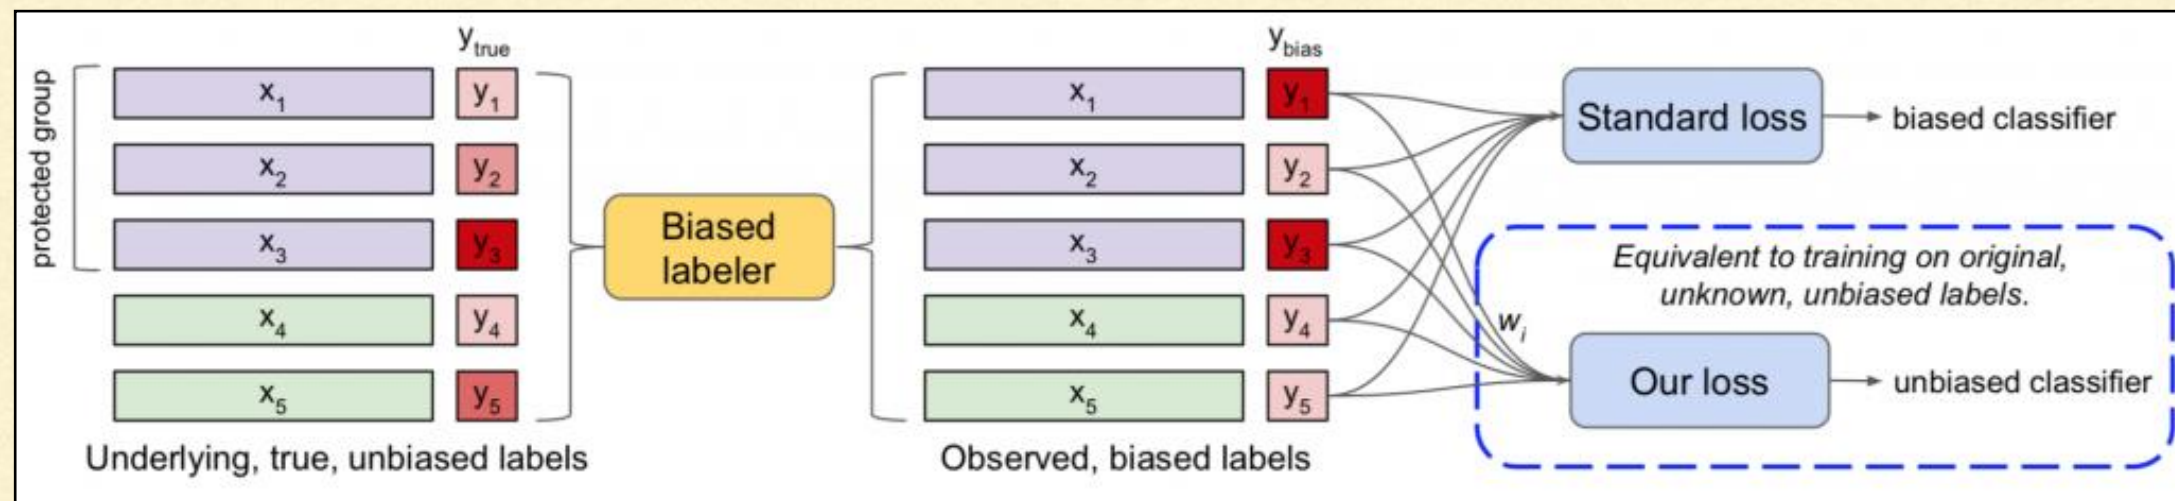 protected group
y_true
x_1 y_1
x_2 y_2
x_3 y_3
x_4 y_4
x_5 y_5
Underlying, true, unbiased labels
Biased
labeler
y_bias
x_1 y_1
x_2 y_2
x_3 y_3
x_4 y_4
x_5 y_5
Observed, biased labels
Standard loss
biased classifier
Equivalent to training on original,
unknown, unbiased labels.
w_i
Our loss
unbiased classifier